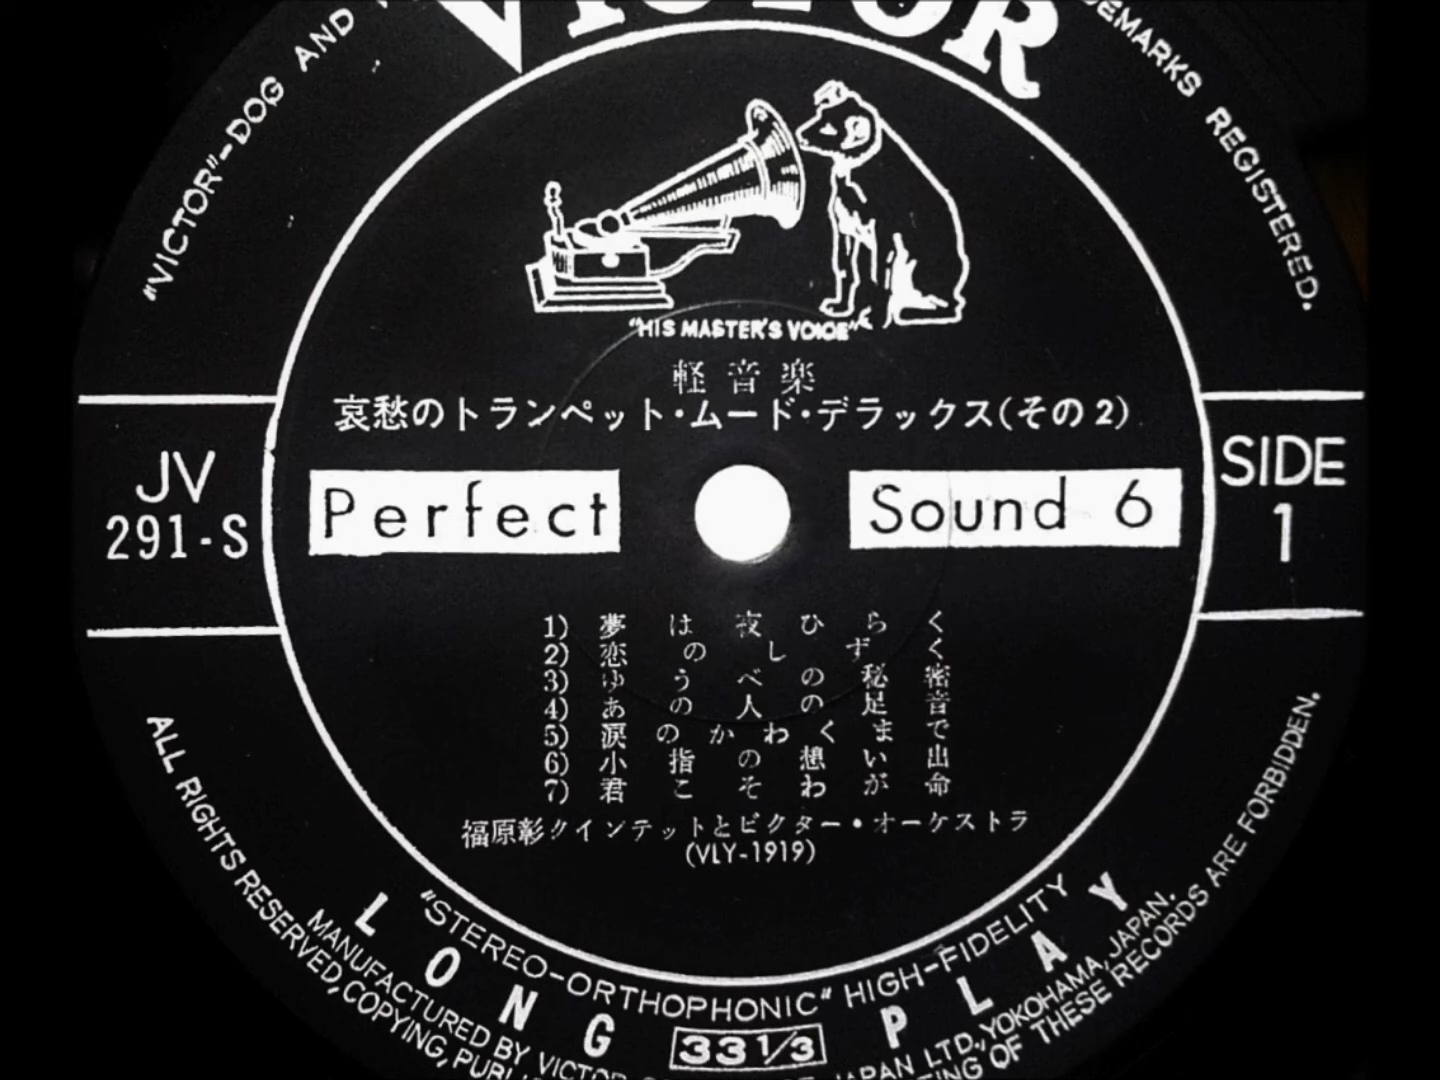 VICTOR
"VICTOR"-DOG AND
TRADEMARKS REGISTERED.
"HIS MASTER'S VOICE"
軽音楽
哀愁のトランペット・ムード・デラックス(その2)
JV
291-S
Perfect Sound 6
SIDE
1
1) 夢は夜ひらく
2) 恋のしずく
3) ゆうべの秘密
4) あの人の足音
5) 涙のかわくまで
6) 小指の想い出
7) 君こそわが命
福原彰クインテットとビクター・オーケストラ
(VLY-1919)
"STEREO-ORTHOPHONIC" HIGH-FIDELITY
LONG PLAY
33 1/3
MANUFACTURED BY VICTOR JAPAN LTD., YOKOHAMA, JAPAN.
ALL RIGHTS RESERVED, COPYING, OF THESE RECORDS ARE FORBIDDEN.